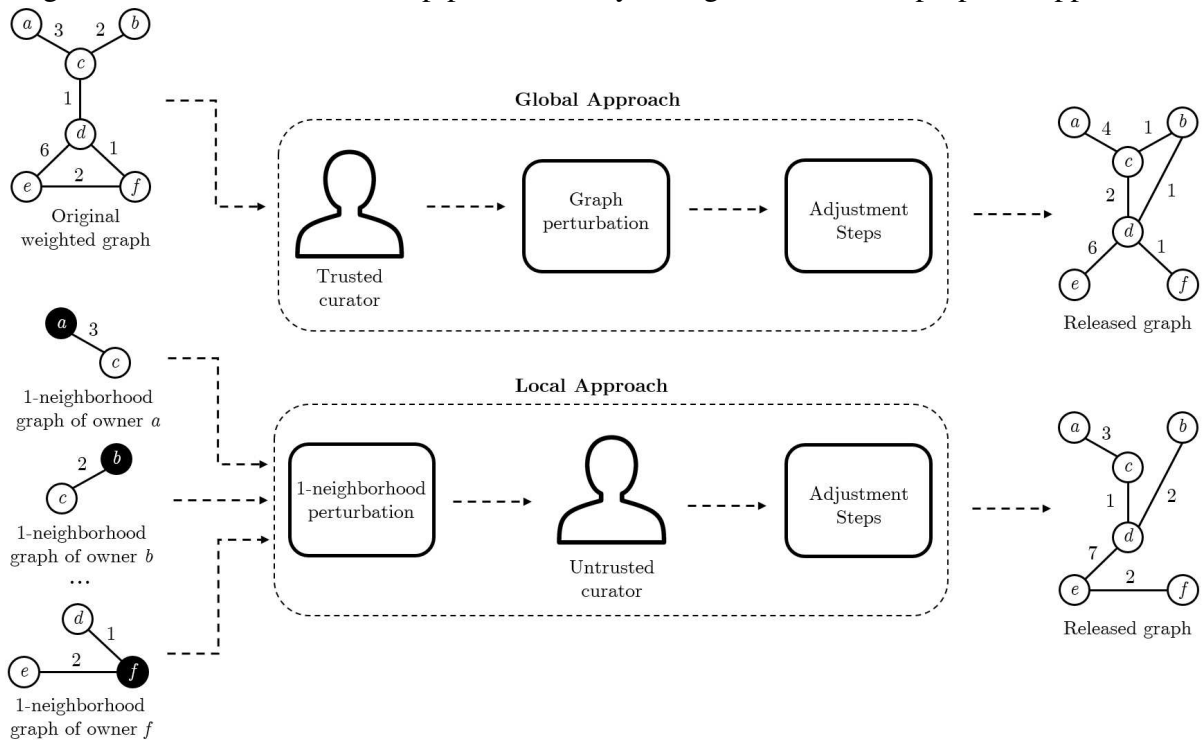 a 3 2 b
c
1
d
6 1
e 2 f
Original
weighted graph
Global Approach
Trusted
curator
Graph
perturbation
Adjustment
Steps
a 4 1 b
c
2 1
d
6 1
e f
Released graph
a 3
c
1-neighborhood
graph of owner a
2 b
c
1-neighborhood
graph of owner b
...
d
1
e 2 f
1-neighborhood
graph of owner f
Local Approach
1-neighborhood
perturbation
Untrusted
curator
Adjustment
Steps
a 3 b
c
1 2
d
7
e 2 f
Released graph